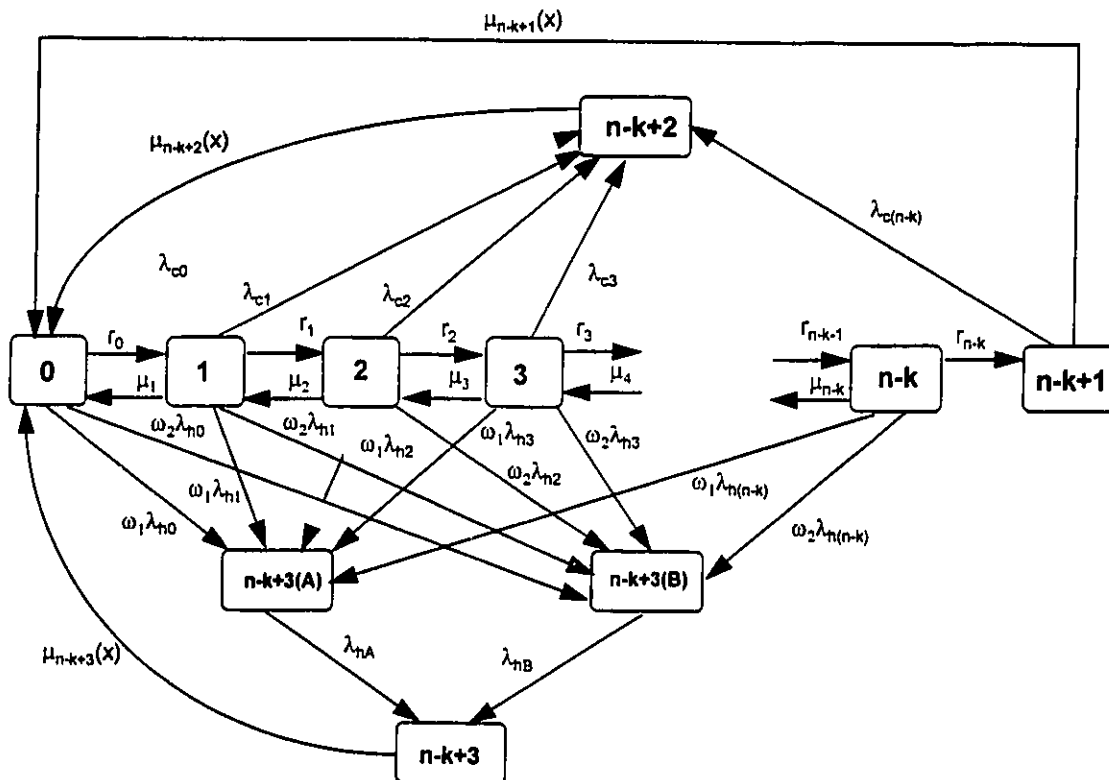 μn-k+1(x)
n-k+2
μn-k+2(x)
λc(n-k)
λc0
λc1
λc2
λc3
r0
r1
r2
r3
rn-k-1
rn-k
0
1
2
3
n-k
n-k+1
μ1
μ2
μ3
μ4
μn-k
ω2λh0
ω2λh1
ω1λh2
ω1λh3
ω2λh3
ω1λh1
ω2λh2
ω1λh(n-k)
ω1λh0
ω2λh(n-k)
n-k+3(A)
n-k+3(B)
μn-k+3(x)
λhA
λhB
n-k+3